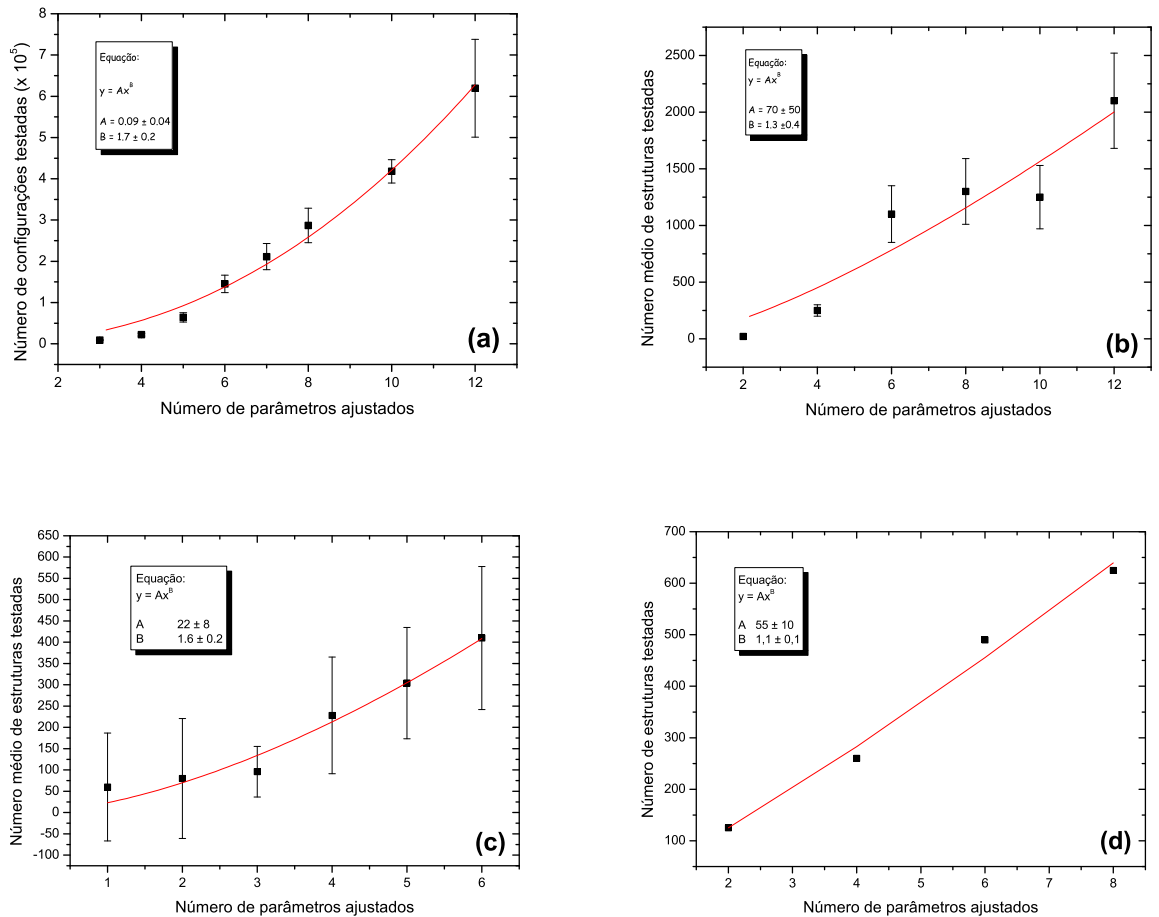 Número de configurações testadas (x 10⁵)
8
7
6
5
4
3
2
1
0
Equação:
y = Axᴮ
A = 0.09 ± 0.04
B = 1.7 ± 0.2
(a)
2 4 6 8 10 12
Número de parâmetros ajustados
Número médio de estruturas testadas
2500
2000
1500
1000
500
0
Equação:
y = Axᴮ
A = 70 ± 50
B = 1.3 ±0.4
(b)
2 4 6 8 10 12
Número de parâmetros ajustados
Número médio de estruturas testadas
650
600
550
500
450
400
350
300
250
200
150
100
50
0
-50
-100
Equação:
y = Axᴮ
A 22 ± 8
B 1.6 ± 0.2
(c)
1 2 3 4 5 6
Número de parâmetros ajustados
Número de estruturas testadas
700
600
500
400
300
200
100
Equação:
y = Axᴮ
A 55 ± 10
B 1,1 ± 0,1
(d)
2 3 4 5 6 7 8
Número de parâmetros ajustados